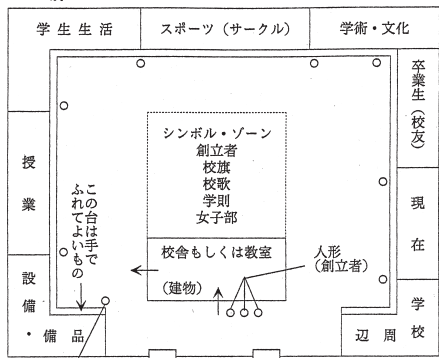 学生生活
スポーツ（サークル）
学術・文化
卒業生（校友）
現在
学校
周辺
授業
設備・備品
この台は手で
ふれてよいもの
シンボル・ゾーン
創立者
校旗
校歌
学則
女子部
校舎もしくは教室
（建物）
人形
（創立者）